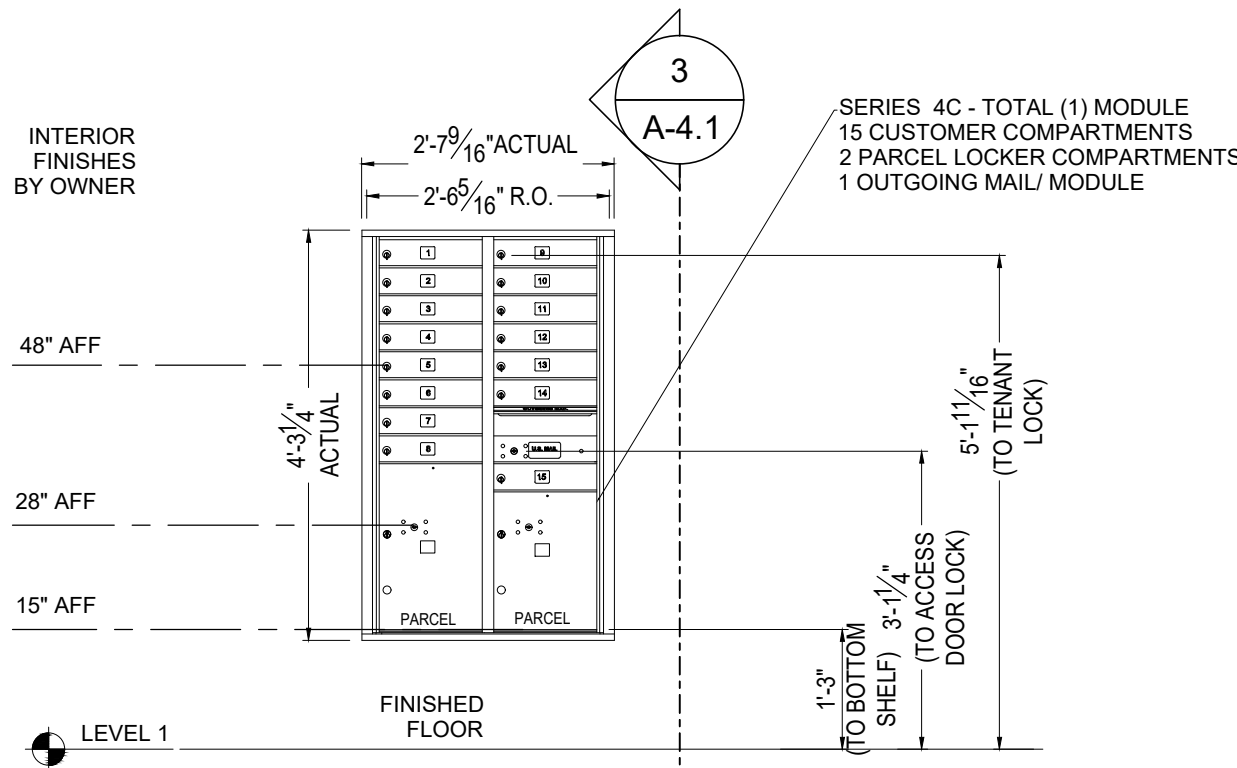 3
A-4.1
SERIES 4C - TOTAL (1) MODULE
15 CUSTOMER COMPARTMENTS
2 PARCEL LOCKER COMPARTMENTS
1 OUTGOING MAIL/ MODULE
INTERIOR
FINISHES
BY OWNER
2'-7 9/16" ACTUAL
2'-6 5/16" R.O.
1
2
3
4
5
6
7
8
9
10
11
12
13
14
U.S. MAIL
15
PARCEL
PARCEL
48" AFF
28" AFF
15" AFF
4'-3 1/4"
ACTUAL
5'-1 11/16"
(TO TENANT
LOCK)
3-1 1/4"
(TO ACCESS
DOOR LOCK)
1'-3"
(TO BOTTOM
SHELF)
FINISHED
FLOOR
LEVEL 1